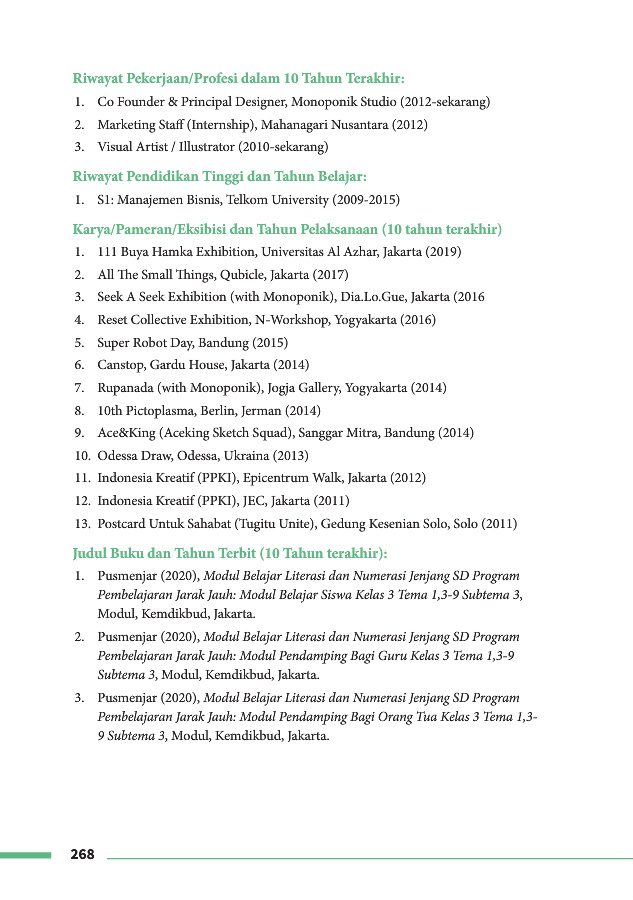 Riwayat Pekerjaan/Profesi dalam 10 Tahun Terakhir:
1. Co Founder & Principal Designer, Monoponik Studio (2012-sekarang)
2. Marketing Staff (Internship), Mahanagari Nusantara (2012)
3. Visual Artist / Illustrator (2010-sekarang)
Riwayat Pendidikan Tinggi dan Tahun Belajar:
1. S1: Manajemen Bisnis, Telkom University (2009-2015)
Karya/Pameran/Eksibisi dan Tahun Pelaksanaan (10 tahun terakhir)
1. 111 Buya Hamka Exhibition, Universitas Al Azhar, Jakarta (2019)
2. All The Small Things, Qubicle, Jakarta (2017)
3. Seek A Seek Exhibition (with Monoponik), Dia.Lo.Gue, Jakarta (2016
4. Reset Collective Exhibition, N-Workshop, Yogyakarta (2016)
5. Super Robot Day, Bandung (2015)
6. Canstop, Gardu House, Jakarta (2014)
7. Rupanada (with Monoponik), Jogja Gallery, Yogyakarta (2014)
8. 10th Pictoplasma, Berlin, Jerman (2014)
9. Ace&King (Aceking Sketch Squad), Sanggar Mitra, Bandung (2014)
10. Odessa Draw, Odessa, Ukraina (2013)
11. Indonesia Kreatif (PPKI), Epicentrum Walk, Jakarta (2012)
12. Indonesia Kreatif (PPKI), JEC, Jakarta (2011)
13. Postcard Untuk Sahabat (Tugitu Unite), Gedung Kesenian Solo, Solo (2011)
Judul Buku dan Tahun Terbit (10 Tahun terakhir):
1. Pusmenjar (2020), Modul Belajar Literasi dan Numerasi Jenjang SD Program
Pembelajaran Jarak Jauh: Modul Belajar Siswa Kelas 3 Tema 1,3-9 Subtema 3,
Modul, Kemdikbud, Jakarta.
2. Pusmenjar (2020), Modul Belajar Literasi dan Numerasi Jenjang SD Program
Pembelajaran Jarak Jauh: Modul Pendamping Bagi Guru Kelas 3 Tema 1,3-9
Subtema 3, Modul, Kemdikbud, Jakarta.
3. Pusmenjar (2020), Modul Belajar Literasi dan Numerasi Jenjang SD Program
Pembelajaran Jarak Jauh: Modul Pendamping Bagi Orang Tua Kelas 3 Tema 1,3-
9 Subtema 3, Modul, Kemdikbud, Jakarta.
268